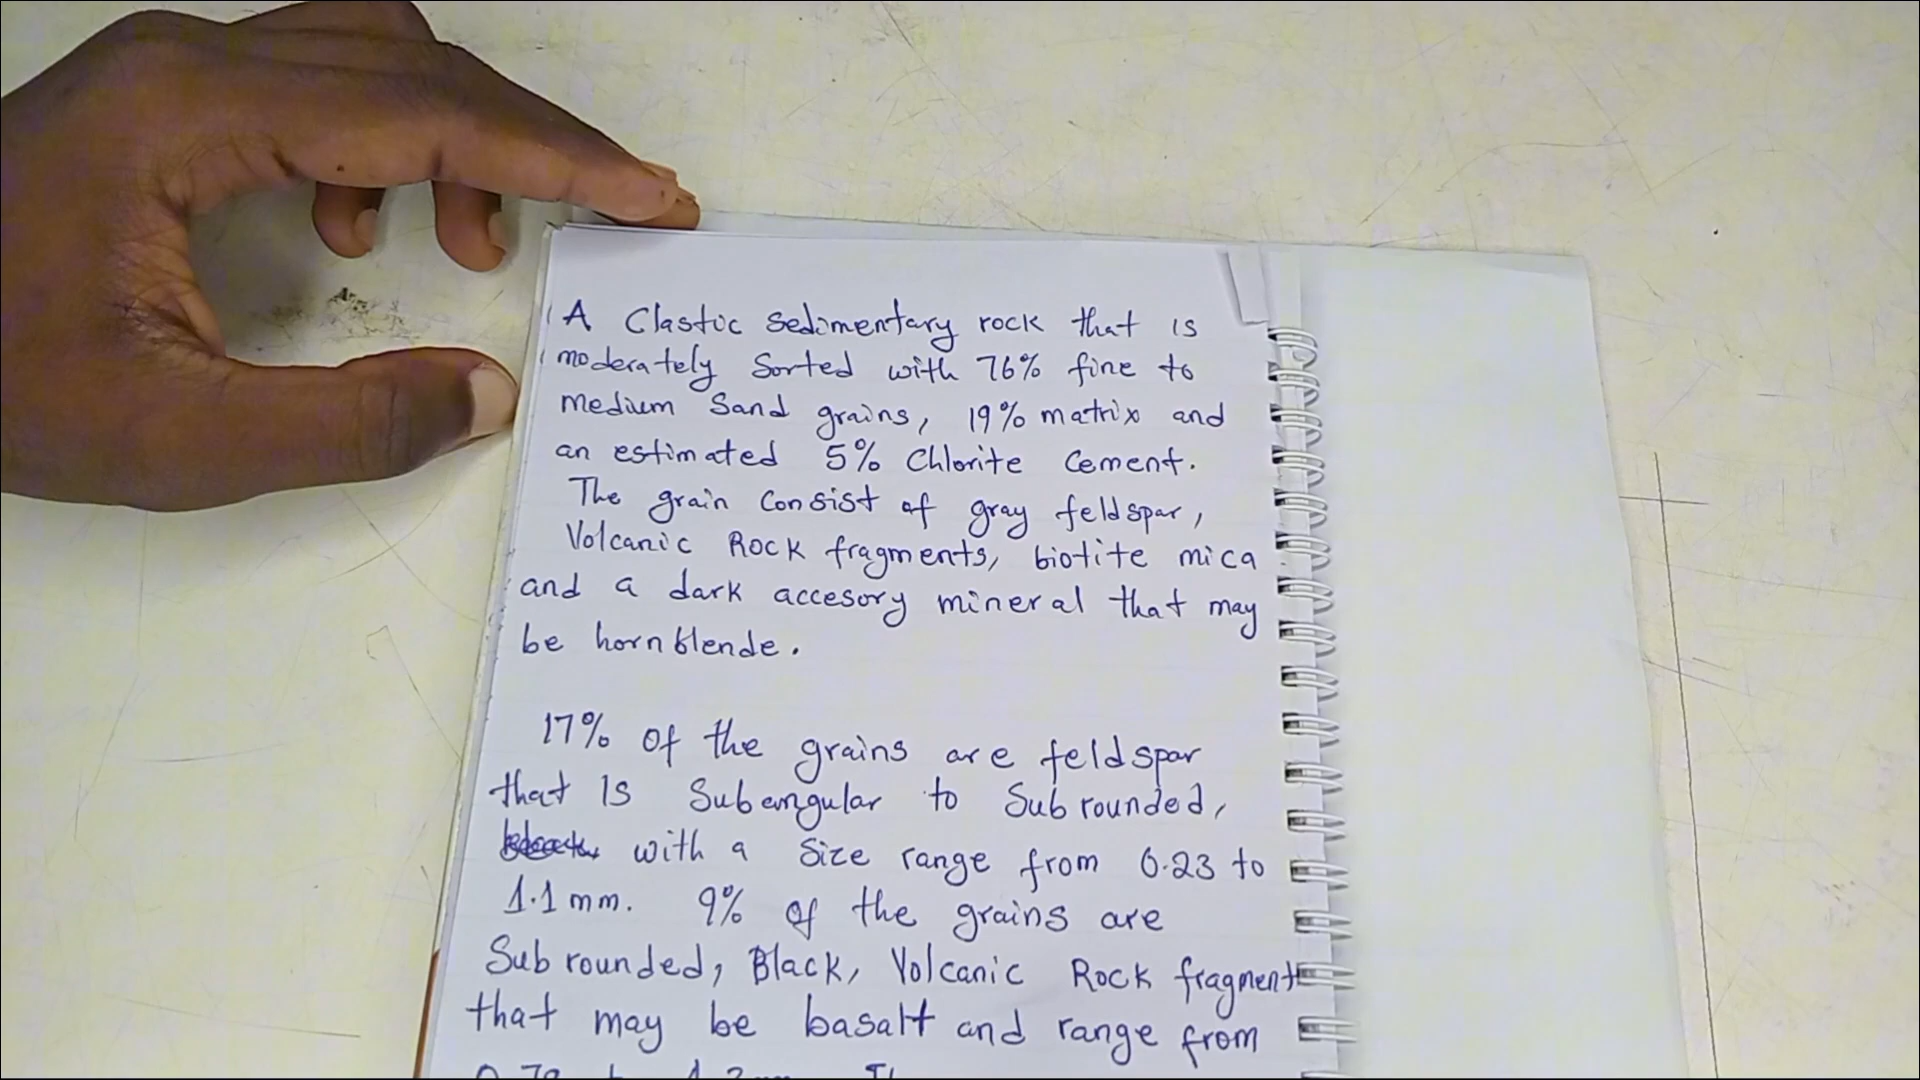 A Clastic sedimentary rock that is
moderately Sorted with 76% fine to
medium Sand grains, 19% matrix and
an estimated 5% Chlorite Cement.
The grain Consist of gray feldspar,
Volcanic Rock fragments, biotite mica
and a dark accesory mineral that may
be hornblende.
17% of the grains are feldspar
that Is Subangular to Subrounded,
with a Size range from 0.23 to
1.1 mm. 9% of the grains are
Subrounded, Black, Volcanic Rock fragment
that may be basalt and range from